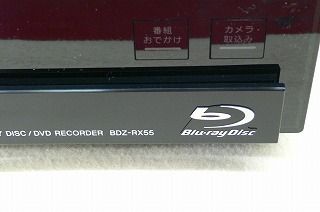 番組
おでかけ
カメラ・
取込み
DISC / DVD RECORDER BDZ-RX55
Blu-ray Disc